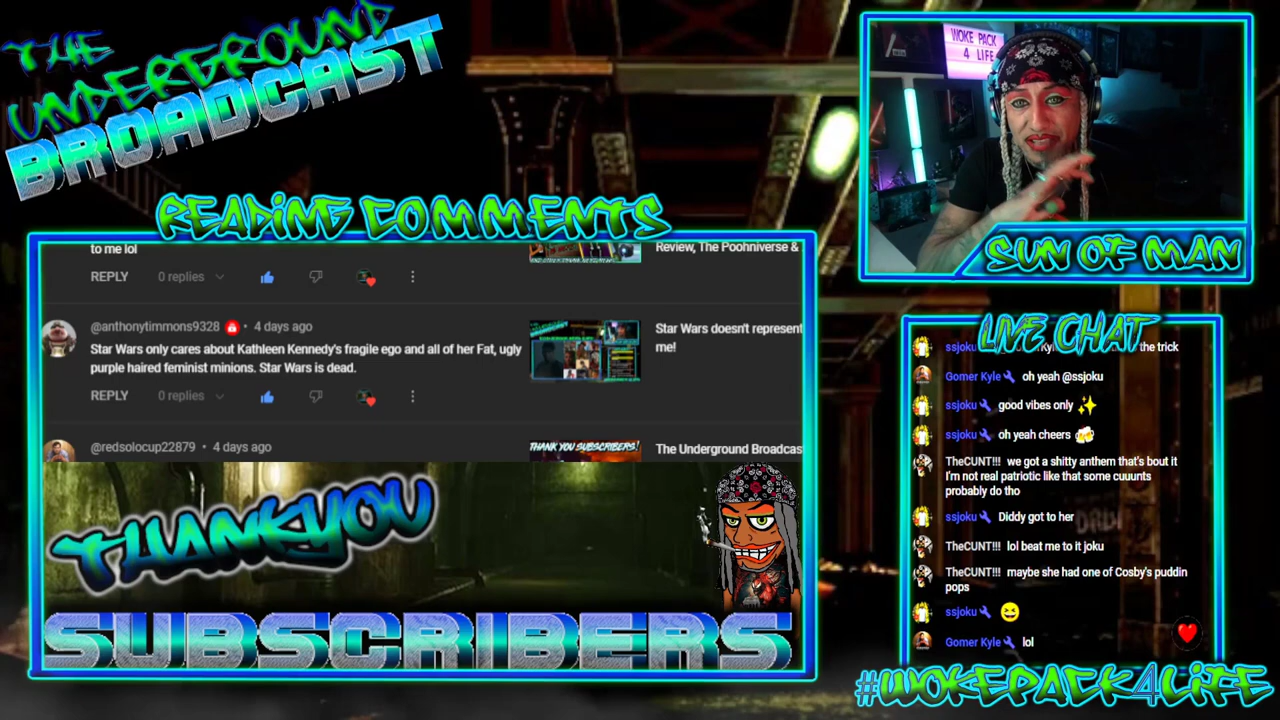 THE
UNDERGROUND
BROADCAST
WOKE PACK
4 LIFE
SUN OF MAN
READING COMMENTS
to me lol
Review, The Poohniverse &
REPLY 0 replies
@anthonytimmons9328 • 4 days ago
Star Wars only cares about Kathleen Kennedy's fragile ego and all of her Fat, ugly
purple haired feminist minions. Star Wars is dead.
Star Wars doesn't represent
me!
REPLY 0 replies
@redsolocup22879 • 4 days ago
THANK YOU SUBSCRIBERS!
The Underground Broadcas
THANKYOU
SUBSCRIBERS
LIVE CHAT
ssjoku the trick
Gomer Kyle oh yeah @ssjoku
ssjoku good vibes only ✨
ssjoku oh yeah cheers 🍻
TheCUNT!!! we got a shitty anthem that's bout it
I'm not real patriotic like that some cuuunts
probably do tho
ssjoku Diddy got to her
TheCUNT!!! lol beat me to it joku
TheCUNT!!! maybe she had one of Cosby's puddin
pops
ssjoku 😆
Gomer Kyle lol
#WOKEPACK4LIFE